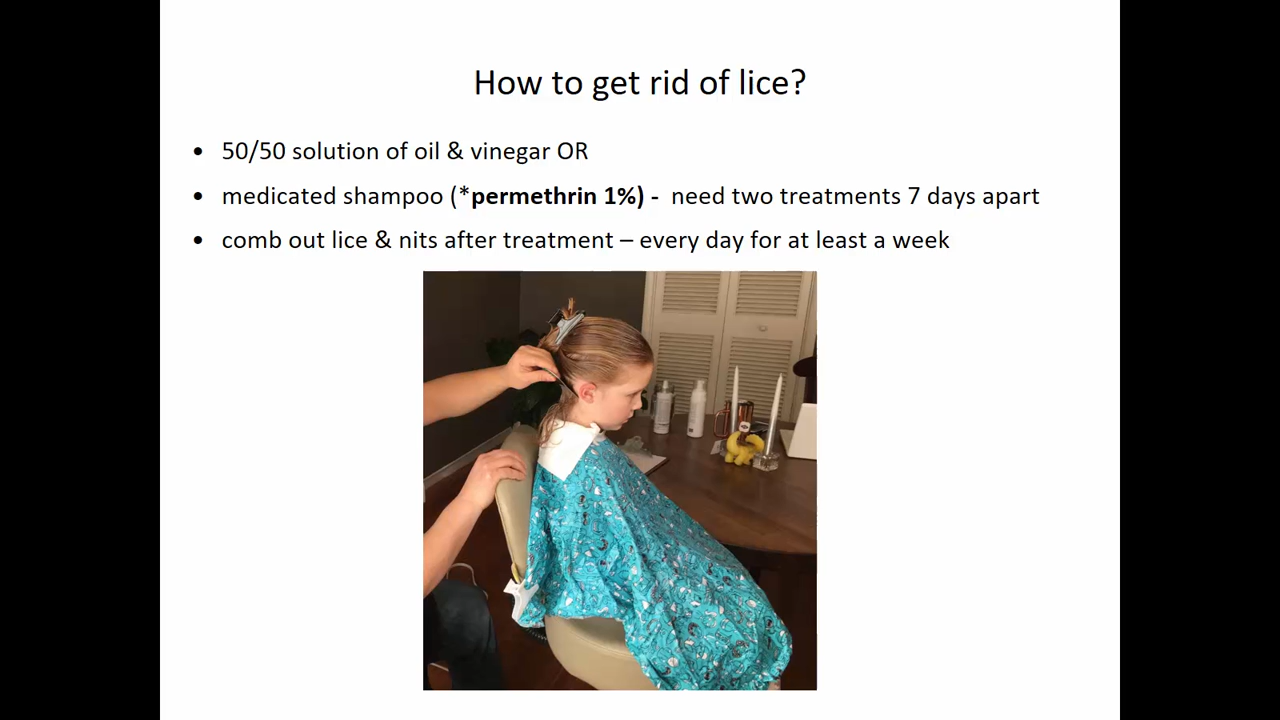 How to get rid of lice?
• 50/50 solution of oil & vinegar OR
• medicated shampoo (*permethrin 1%) - need two treatments 7 days apart
• comb out lice & nits after treatment – every day for at least a week